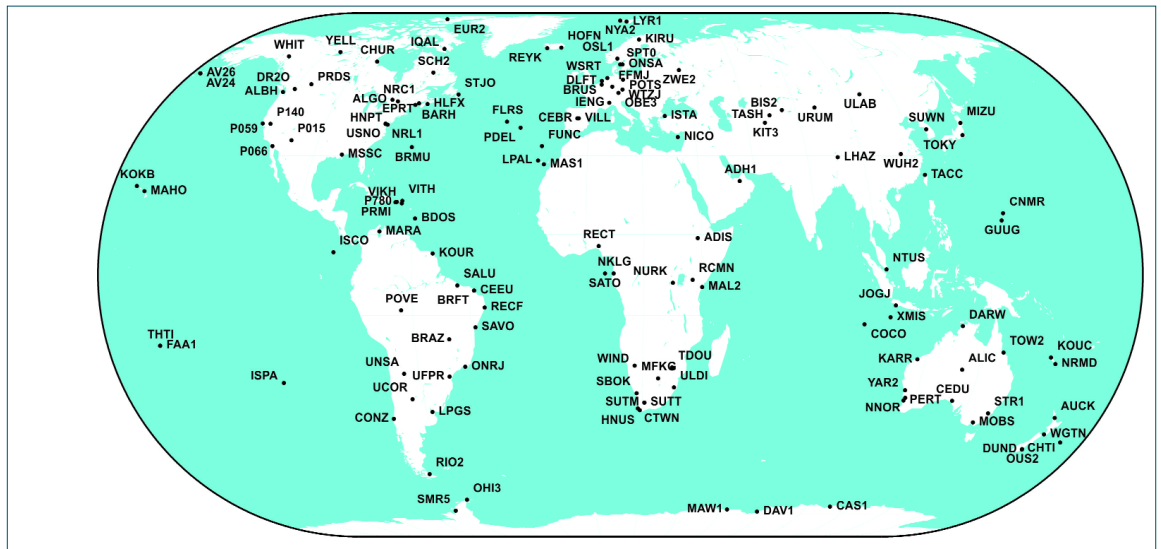 EUR2
NYA2 LYR1
HOFN
WHIT YELL
CHUR
IQAL
REYK
OSL1 KIRU
SCH2
SPT0
WSRT ONSA
AV26
AV24
DR2O PRDS
ALBH
NRC1
STJO
DLFT FFMJ
ZWE2
BRUS POTS
WTZJ
ALGO
EPRT HLFX
BARH
IENG OBE3
BIS2 ULAB
P140
P059 P015
HNPT
USNO NRL1
FLRS
PDEL
CEBR VILL
ISTA
TASH URUM
KIT3
SUWN MIZU
TOKY
P066
MSSC BRMU
FUNC
NICO
LPAL MAS1
LHAZ WUH2
ADH1
TACC
KOKB
MAHO
VIKH VITH
P780
PRMI
BDOS
CNMR
GUUG
ISCO MARA
KOUR
RECT ADIS
NKLG
SATO
NURK RCMN
MAL2
NTUS
SALU
CEEU
POVE BRFT
RECF
JOGJ
XMIS
COCO
DARW
SAVO
BRAZ
THTI
FAA1
TOW2 KOUC
NRMD
UNSA ONRJ
UFPR
WIND MFKG TDOU
ULDI
KARR ALIC
ISPA
UCOR
SBOK
SUTM SUTT
YAR2 CEDU
PERT
NNOR STR1
CONZ LPGS
HNUS CTWN
MOBS
AUCK
WGTN
DUND CHTI
OUS2
RIO2
SMR5 OHI3
MAW1 DAV1 CAS1